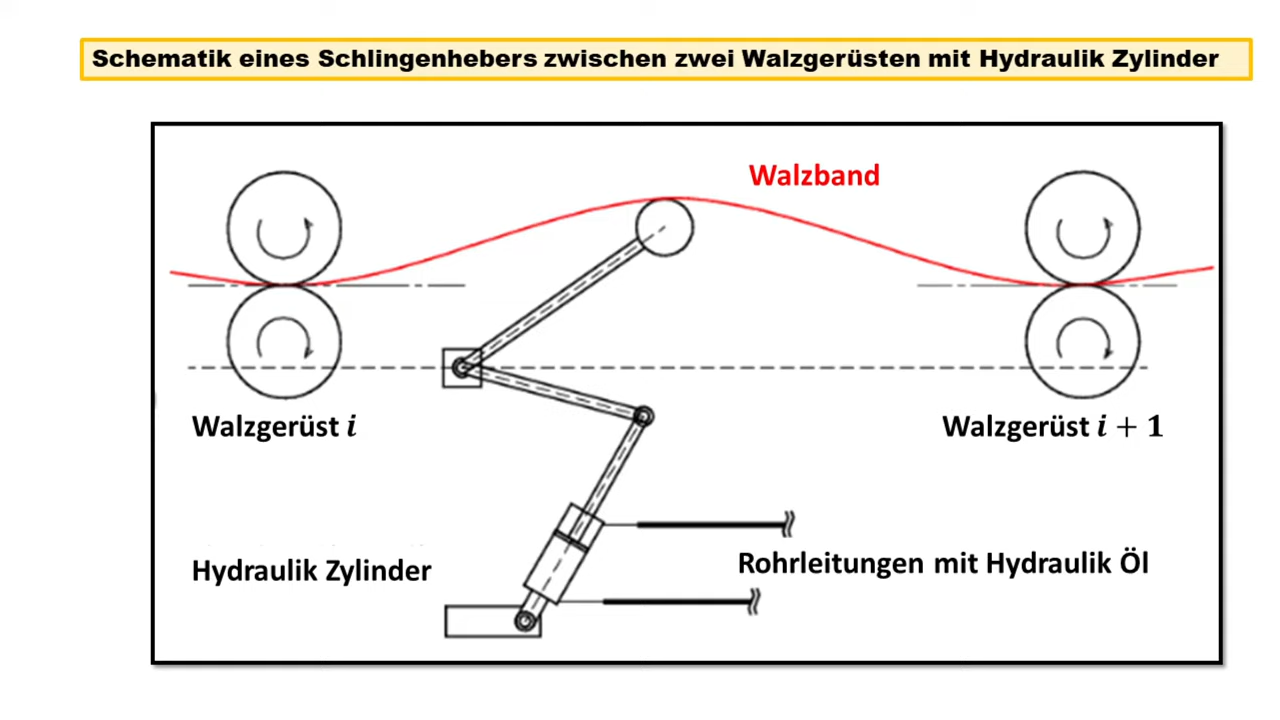 Schematik eines Schlingenhebers zwischen zwei Walzgerüsten mit Hydraulik Zylinder
Walzband
Walzgerüst i
Walzgerüst i + 1
Hydraulik Zylinder
Rohrleitungen mit Hydraulik Öl